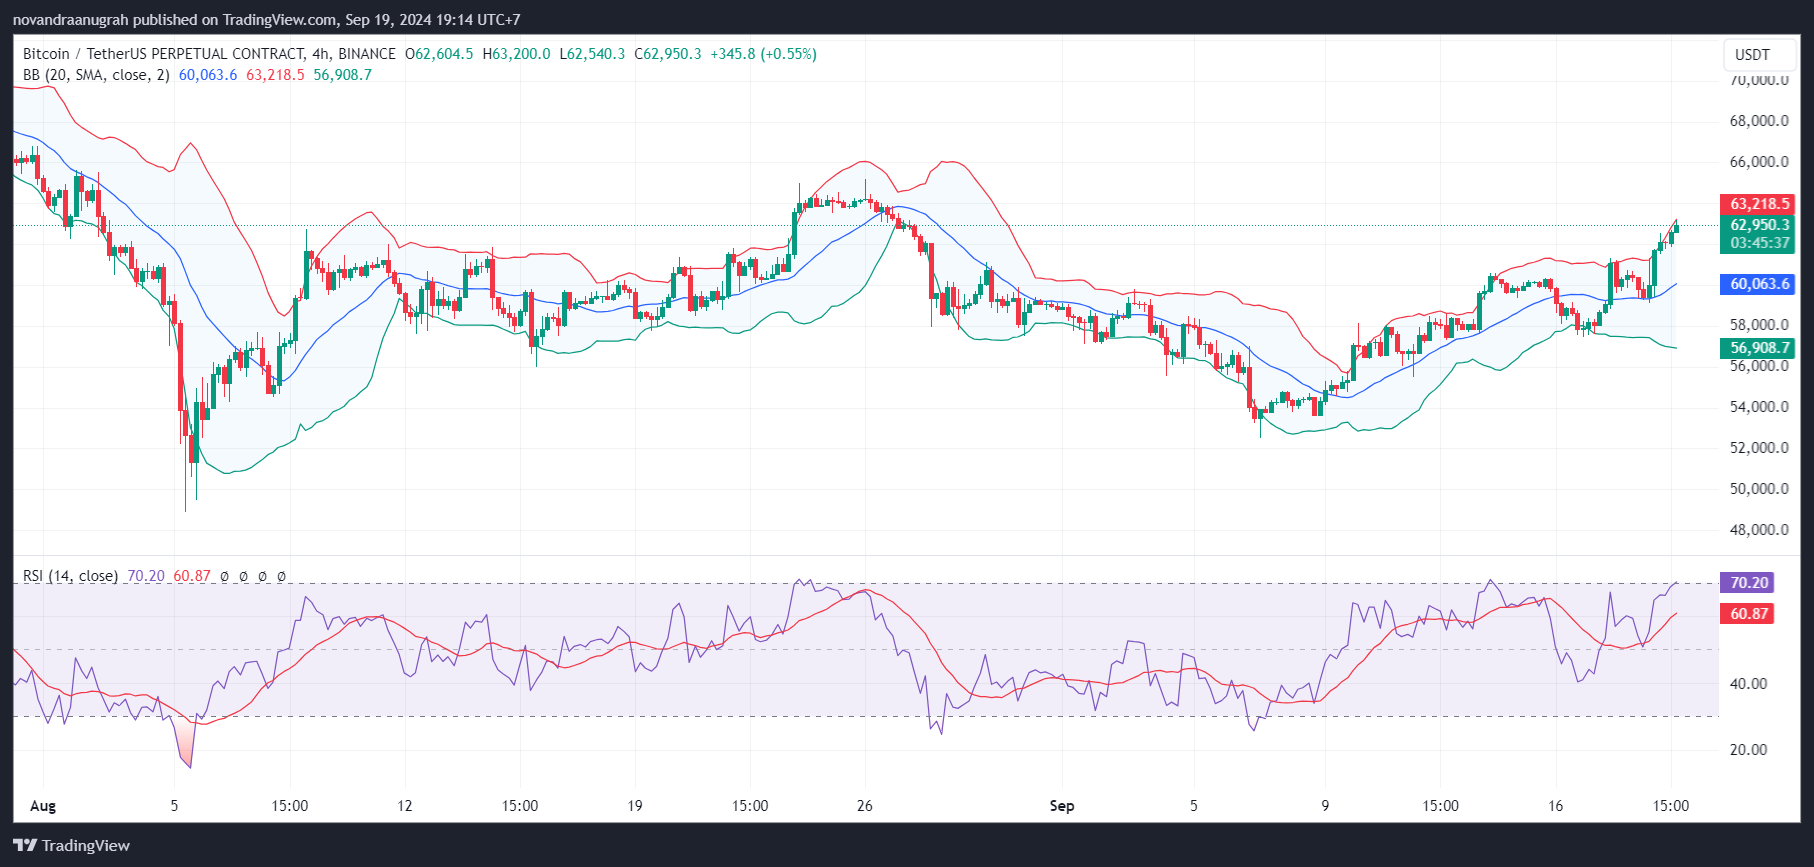 novandraanugrah published on TradingView.com, Sep 19, 2024 19:14 UTC+7
Bitcoin / TetherUS PERPETUAL CONTRACT, 4h, BINANCE O62,604.5 H63,200.0 L62,540.3 C62,950.3 +345.8 (+0.55%)
BB (20, SMA, close, 2) 60,063.6 63,218.5 56,908.7
USDT
70,000.0
68,000.0
66,000.0
63,218.5
62,950.3
03:45:37
60,063.6
58,000.0
56,908.7
56,000.0
54,000.0
52,000.0
50,000.0
48,000.0
RSI (14, close) 70.20 60.87 ∅ ∅ ∅ ∅
70.20
60.87
40.00
20.00
Aug 5 15:00 12 15:00 19 15:00 26 Sep 5 9 15:00 16 15:00
TradingView